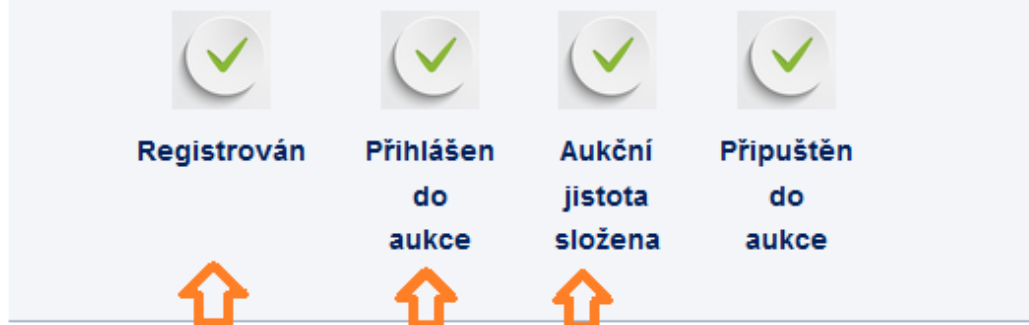 Registrován
Přihlášen
do
aukce
Aukční
jistota
složena
Připuštěn
do
aukce